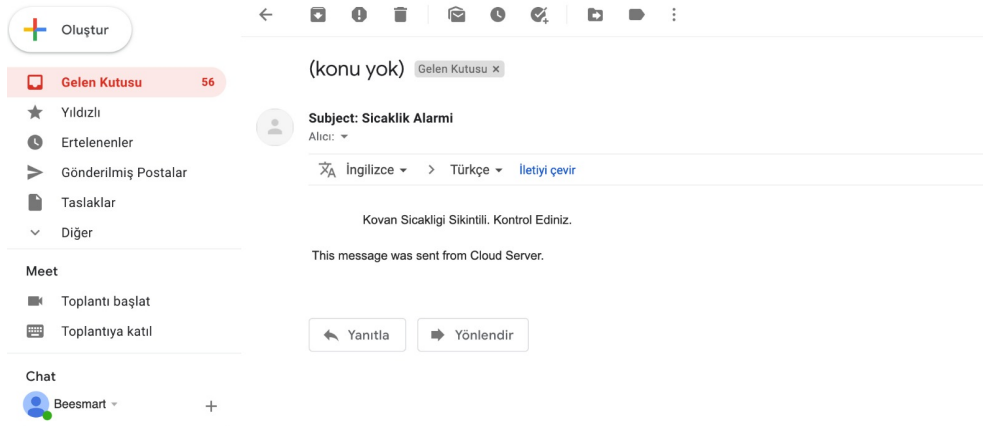 Oluştur
Gelen Kutusu 56
Yıldızlı
Ertelenenler
Gönderilmiş Postalar
Taslaklar
Diğer
Meet
Toplantı başlat
Toplantıya katıl
Chat
Beesmart
(konu yok) Gelen Kutusu ×
Subject: Sicaklik Alarmi
Alıcı:
İngilizce > Türkçe İletiyi çevir
Kovan Sicakligi Sikintili. Kontrol Ediniz.
This message was sent from Cloud Server.
Yanıtla Yönlendir